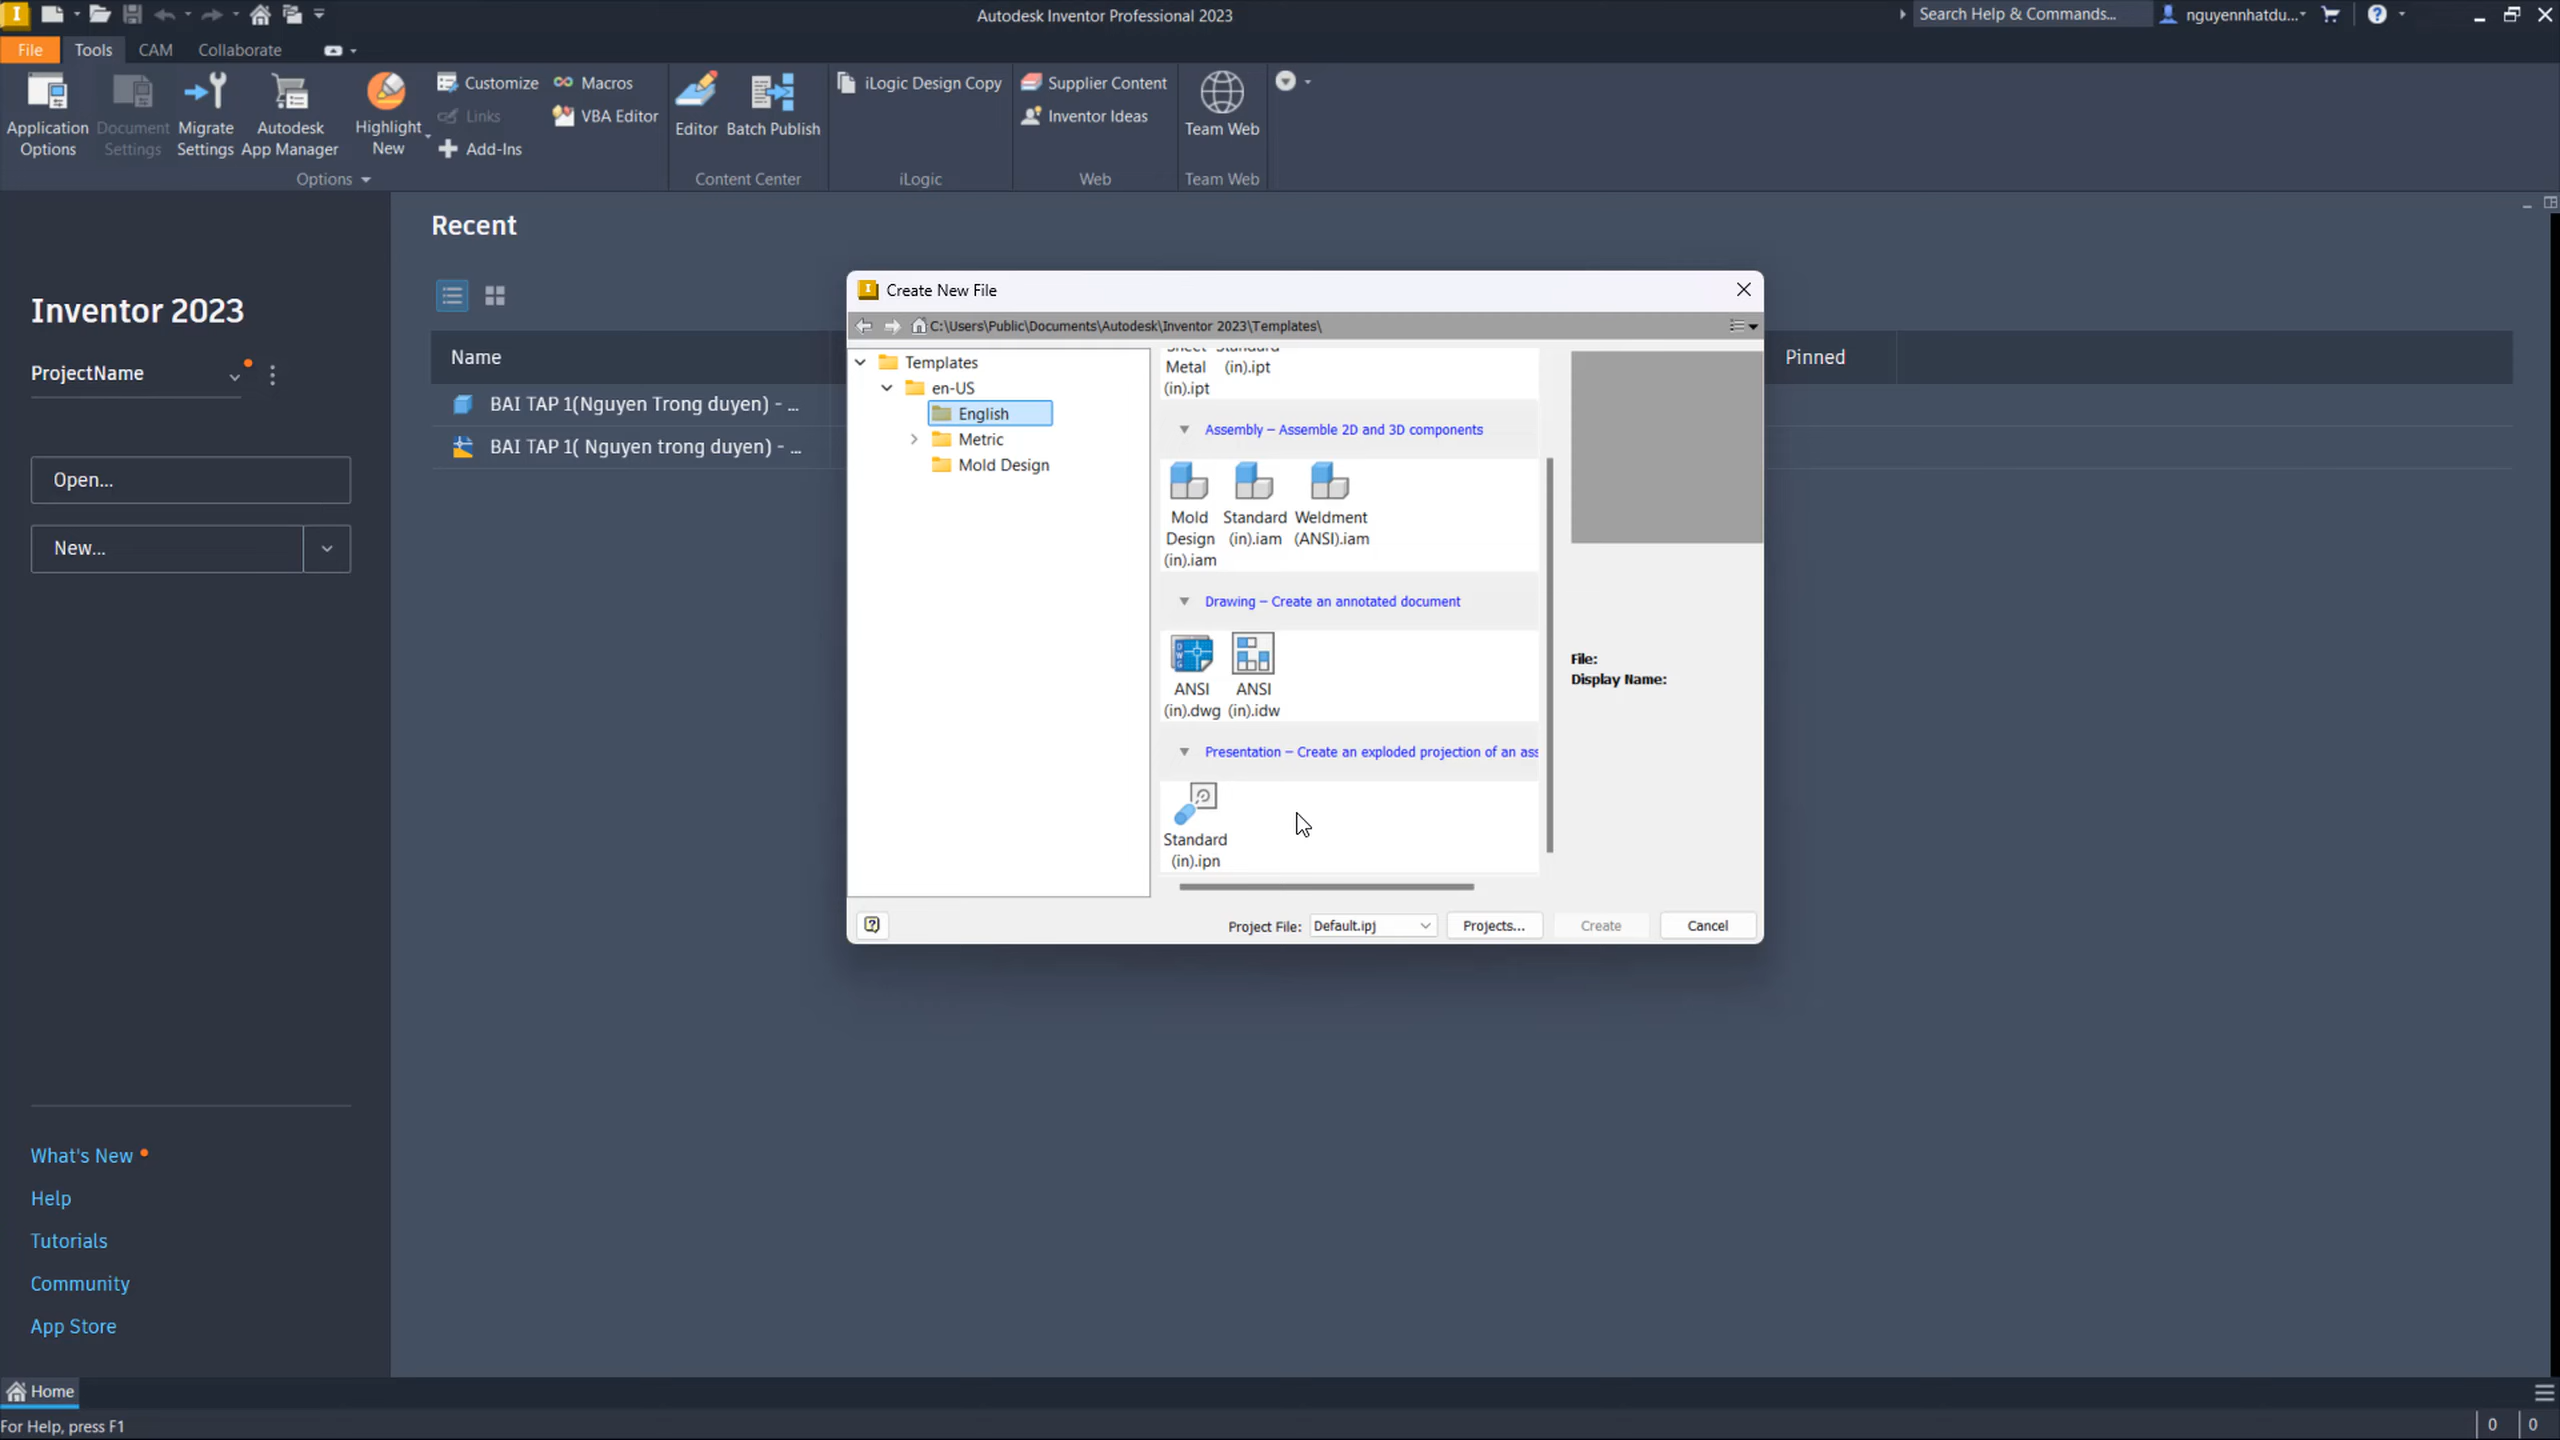 Autodesk Inventor Professional 2023
Search Help & Commands...
nguyennhatdu...
File
Tools
CAM
Collaborate
Application
Options
Document
Settings
Migrate
Settings
Autodesk
App Manager
Highlight
New
Customize
Links
Add-Ins
Macros
VBA Editor
Editor
Batch Publish
iLogic Design Copy
Supplier Content
Inventor Ideas
Team Web
Options
Content Center
iLogic
Web
Team Web
Inventor 2023
ProjectName
Open...
New...
What's New
Help
Tutorials
Community
App Store
Recent
Name
Pinned
BAI TAP 1(Nguyen Trong duyen) - ...
BAI TAP 1( Nguyen trong duyen) - ...
Create New File
C:\Users\Public\Documents\Autodesk\Inventor 2023\Templates\
Templates
en-US
English
Metric
Mold Design
Sheet
Metal
(in).ipt
Standard
(in).ipt
Assembly – Assemble 2D and 3D components
Mold
Design
(in).iam
Standard
(in).iam
Weldment
(ANSI).iam
Drawing – Create an annotated document
ANSI
(in).dwg
ANSI
(in).idw
Presentation – Create an exploded projection of an ass
Standard
(in).ipn
File:
Display Name:
Project File:
Default.ipj
Projects...
Create
Cancel
Home
For Help, press F1
0
0